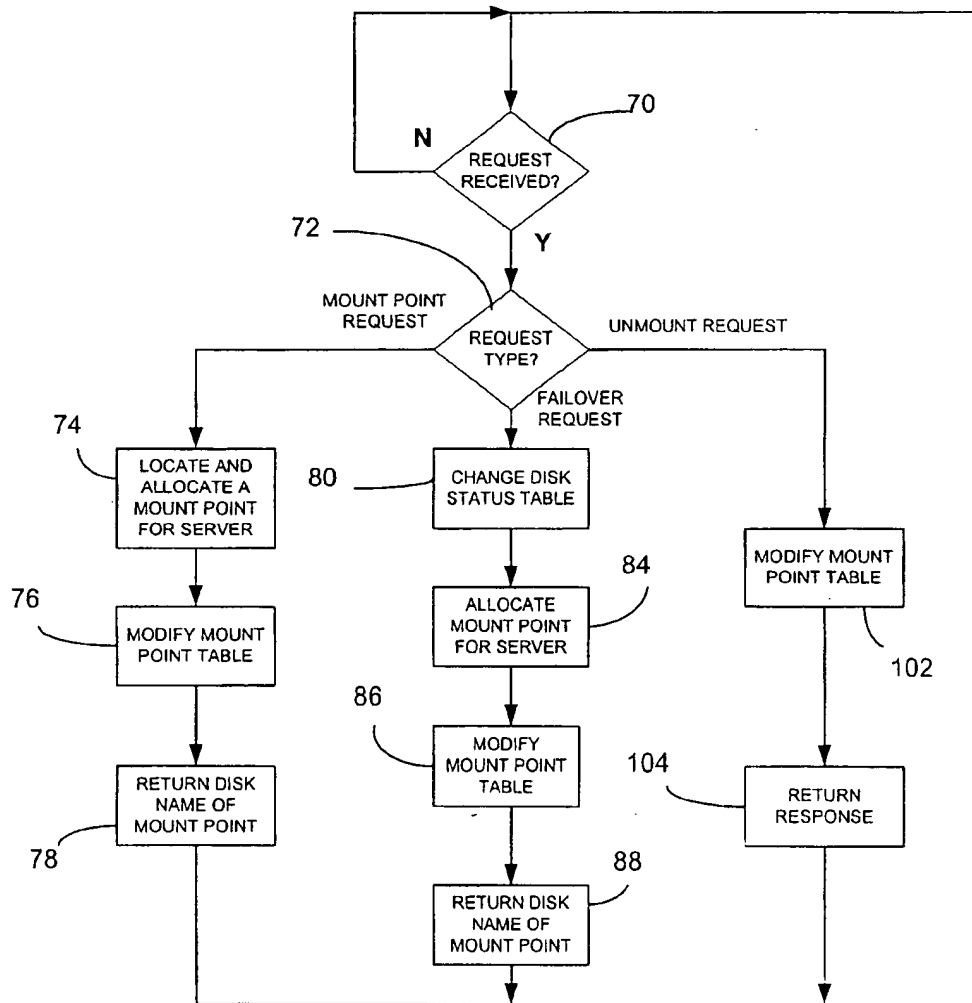 70
N
REQUEST
RECEIVED?
72
Y
MOUNT POINT
REQUEST
REQUEST
TYPE?
UNMOUNT REQUEST
FAILOVER
REQUEST
74
LOCATE AND
ALLOCATE A
MOUNT POINT
FOR SERVER
80
CHANGE DISK
STATUS TABLE
76
MODIFY MOUNT
POINT TABLE
84
ALLOCATE
MOUNT POINT
FOR SERVER
MODIFY MOUNT
POINT TABLE
102
86
MODIFY
MOUNT POINT
TABLE
78
RETURN DISK
NAME OF
MOUNT POINT
104
RETURN
RESPONSE
88
RETURN DISK
NAME OF
MOUNT POINT